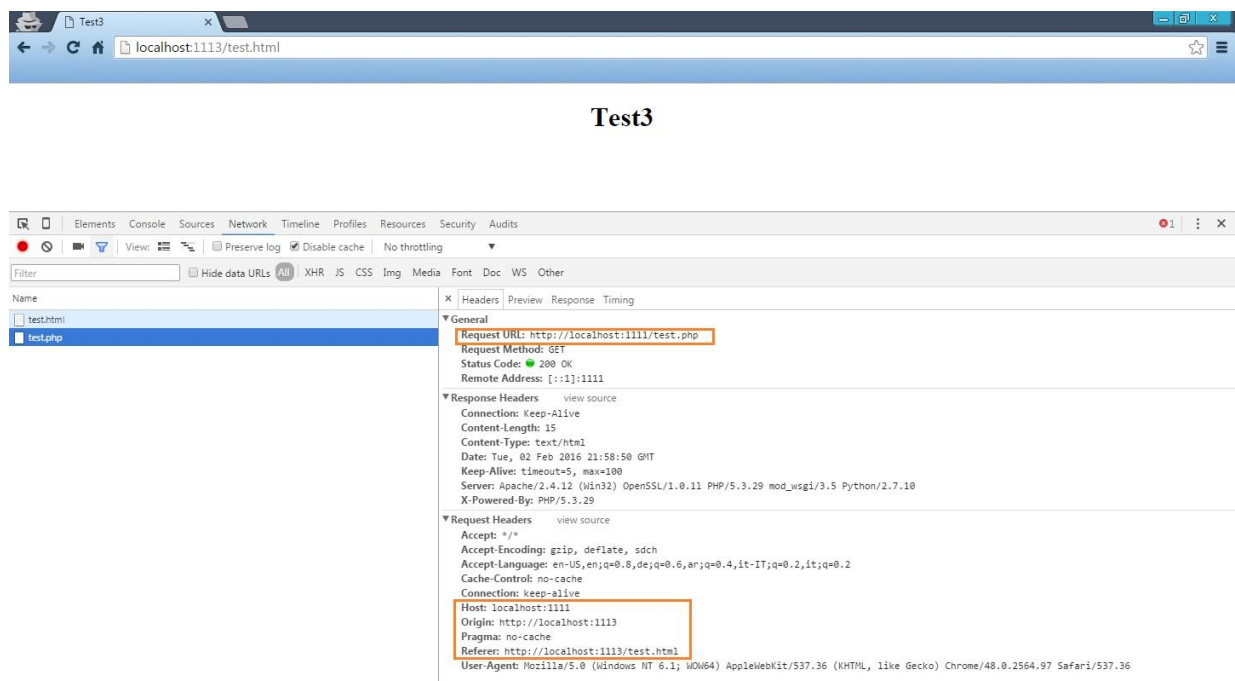 Test3
localhost:1113/test.html
Test3
Elements Console Sources Network Timeline Profiles Resources Security Audits 1
View: Preserve log Disable cache No throttling
Filter Hide data URLs All XHR JS CSS Img Media Font Doc WS Other
Name
test.html
test.php
Headers Preview Response Timing
General
Request URL: http://localhost:1111/test.php
Request Method: GET
Status Code: 200 OK
Remote Address: [::1]:1111
Response Headers view source
Connection: Keep-Alive
Content-Length: 15
Content-Type: text/html
Date: Tue, 02 Feb 2016 21:58:50 GMT
Keep-Alive: timeout=5, max=100
Server: Apache/2.4.12 (Win32) OpenSSL/1.0.11 PHP/5.3.29 mod_wsgi/3.5 Python/2.7.10
X-Powered-By: PHP/5.3.29
Request Headers view source
Accept: */*
Accept-Encoding: gzip, deflate, sdch
Accept-Language: en-US,en;q=0.8,de;q=0.6,ar;q=0.4,it-IT;q=0.2,it;q=0.2
Cache-Control: no-cache
Connection: keep-alive
Host: localhost:1111
Origin: http://localhost:1113
Pragma: no-cache
Referer: http://localhost:1113/test.html
User-Agent: Mozilla/5.0 (Windows NT 6.1; WOW64) AppleWebKit/537.36 (KHTML, like Gecko) Chrome/48.0.2564.97 Safari/537.36